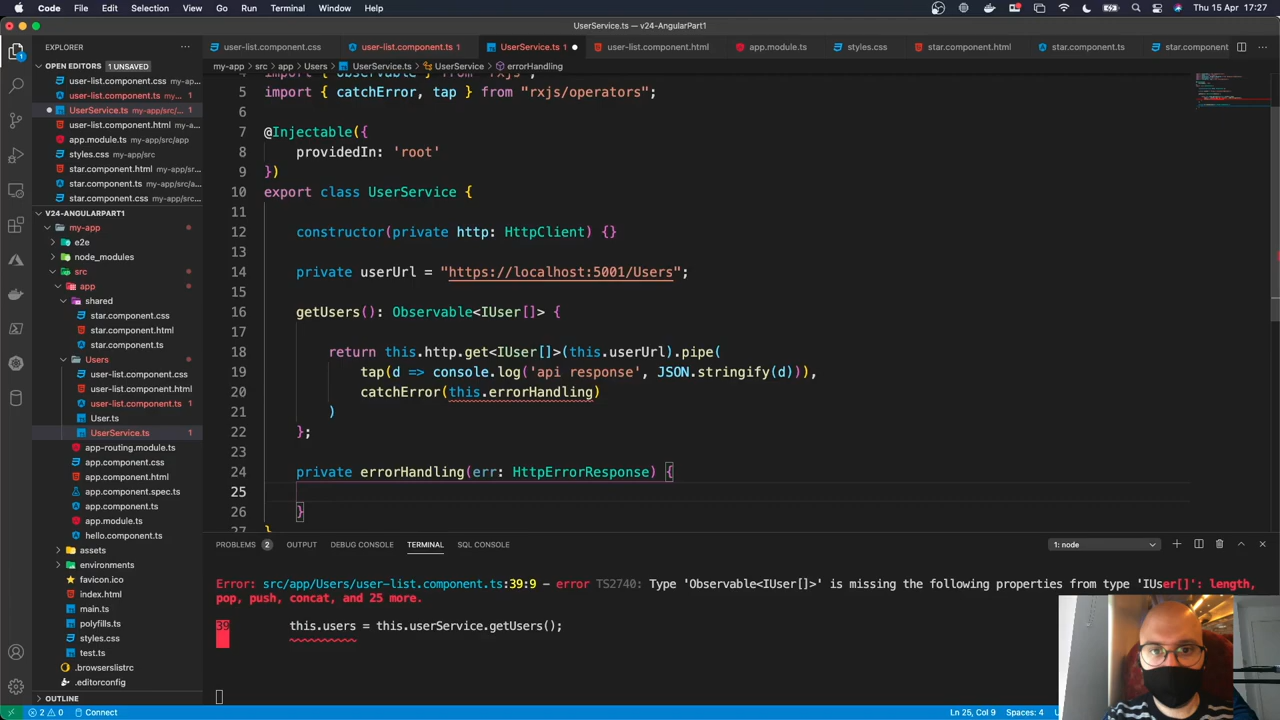 Code File Edit Selection View Go Run Terminal Window Help Thu 15 Apr 17:27
UserService.ts — v24-AngularPart1
EXPLORER
user-list.component.css
user-list.component.ts 1
UserService.ts 1
user-list.component.html
app.module.ts
styles.css
star.component.html
star.component.ts
star.component
my-app > src > app > Users > UserService.ts > UserService > errorHandling
OPEN EDITORS 1 UNSAVED
user-list.component.css my-ap...
user-list.component.ts my-a... 1
UserService.ts my-app/src/... 1
user-list.component.html my-a...
app.module.ts my-app/src/app
styles.css my-app/src
star.component.html my-app/src...
star.component.ts my-app/src/a...
star.component.css my-app/src...
V24-ANGULARPART1
my-app
e2e
node_modules
src
app
shared
star.component.css
star.component.html
star.component.ts
Users
user-list.component.css
user-list.component.html
user-list.component.ts 1
User.ts
UserService.ts 1
app-routing.module.ts
app.component.css
app.component.html
app.component.spec.ts
app.component.ts
app.module.ts
hello.component.ts
assets
environments
favicon.ico
index.html
main.ts
polyfills.ts
styles.css
test.ts
.browserslistrc
.editorconfig
OUTLINE
4 import { Observable } from "rxjs";
5 import { catchError, tap } from "rxjs/operators";
6
7 @Injectable({
8 providedIn: 'root'
9 })
10 export class UserService {
11
12 constructor(private http: HttpClient) {}
13
14 private userUrl = "https://localhost:5001/Users";
15
16 getUsers(): Observable<IUser[]> {
17
18 return this.http.get<IUser[]>(this.userUrl).pipe(
19 tap(d => console.log('api response', JSON.stringify(d))),
20 catchError(this.errorHandling)
21 )
22 };
23
24 private errorHandling(err: HttpErrorResponse) {
25
26 }
27 }
PROBLEMS 2 OUTPUT DEBUG CONSOLE TERMINAL SQL CONSOLE 1: node
Error: src/app/Users/user-list.component.ts:39:9 - error TS2740: Type 'Observable<IUser[]>' is missing the following properties from type 'IUser[]': length,
pop, push, concat, and 25 more.
39 this.users = this.userService.getUsers();
2 0 Connect Ln 25, Col 9 Spaces: 4